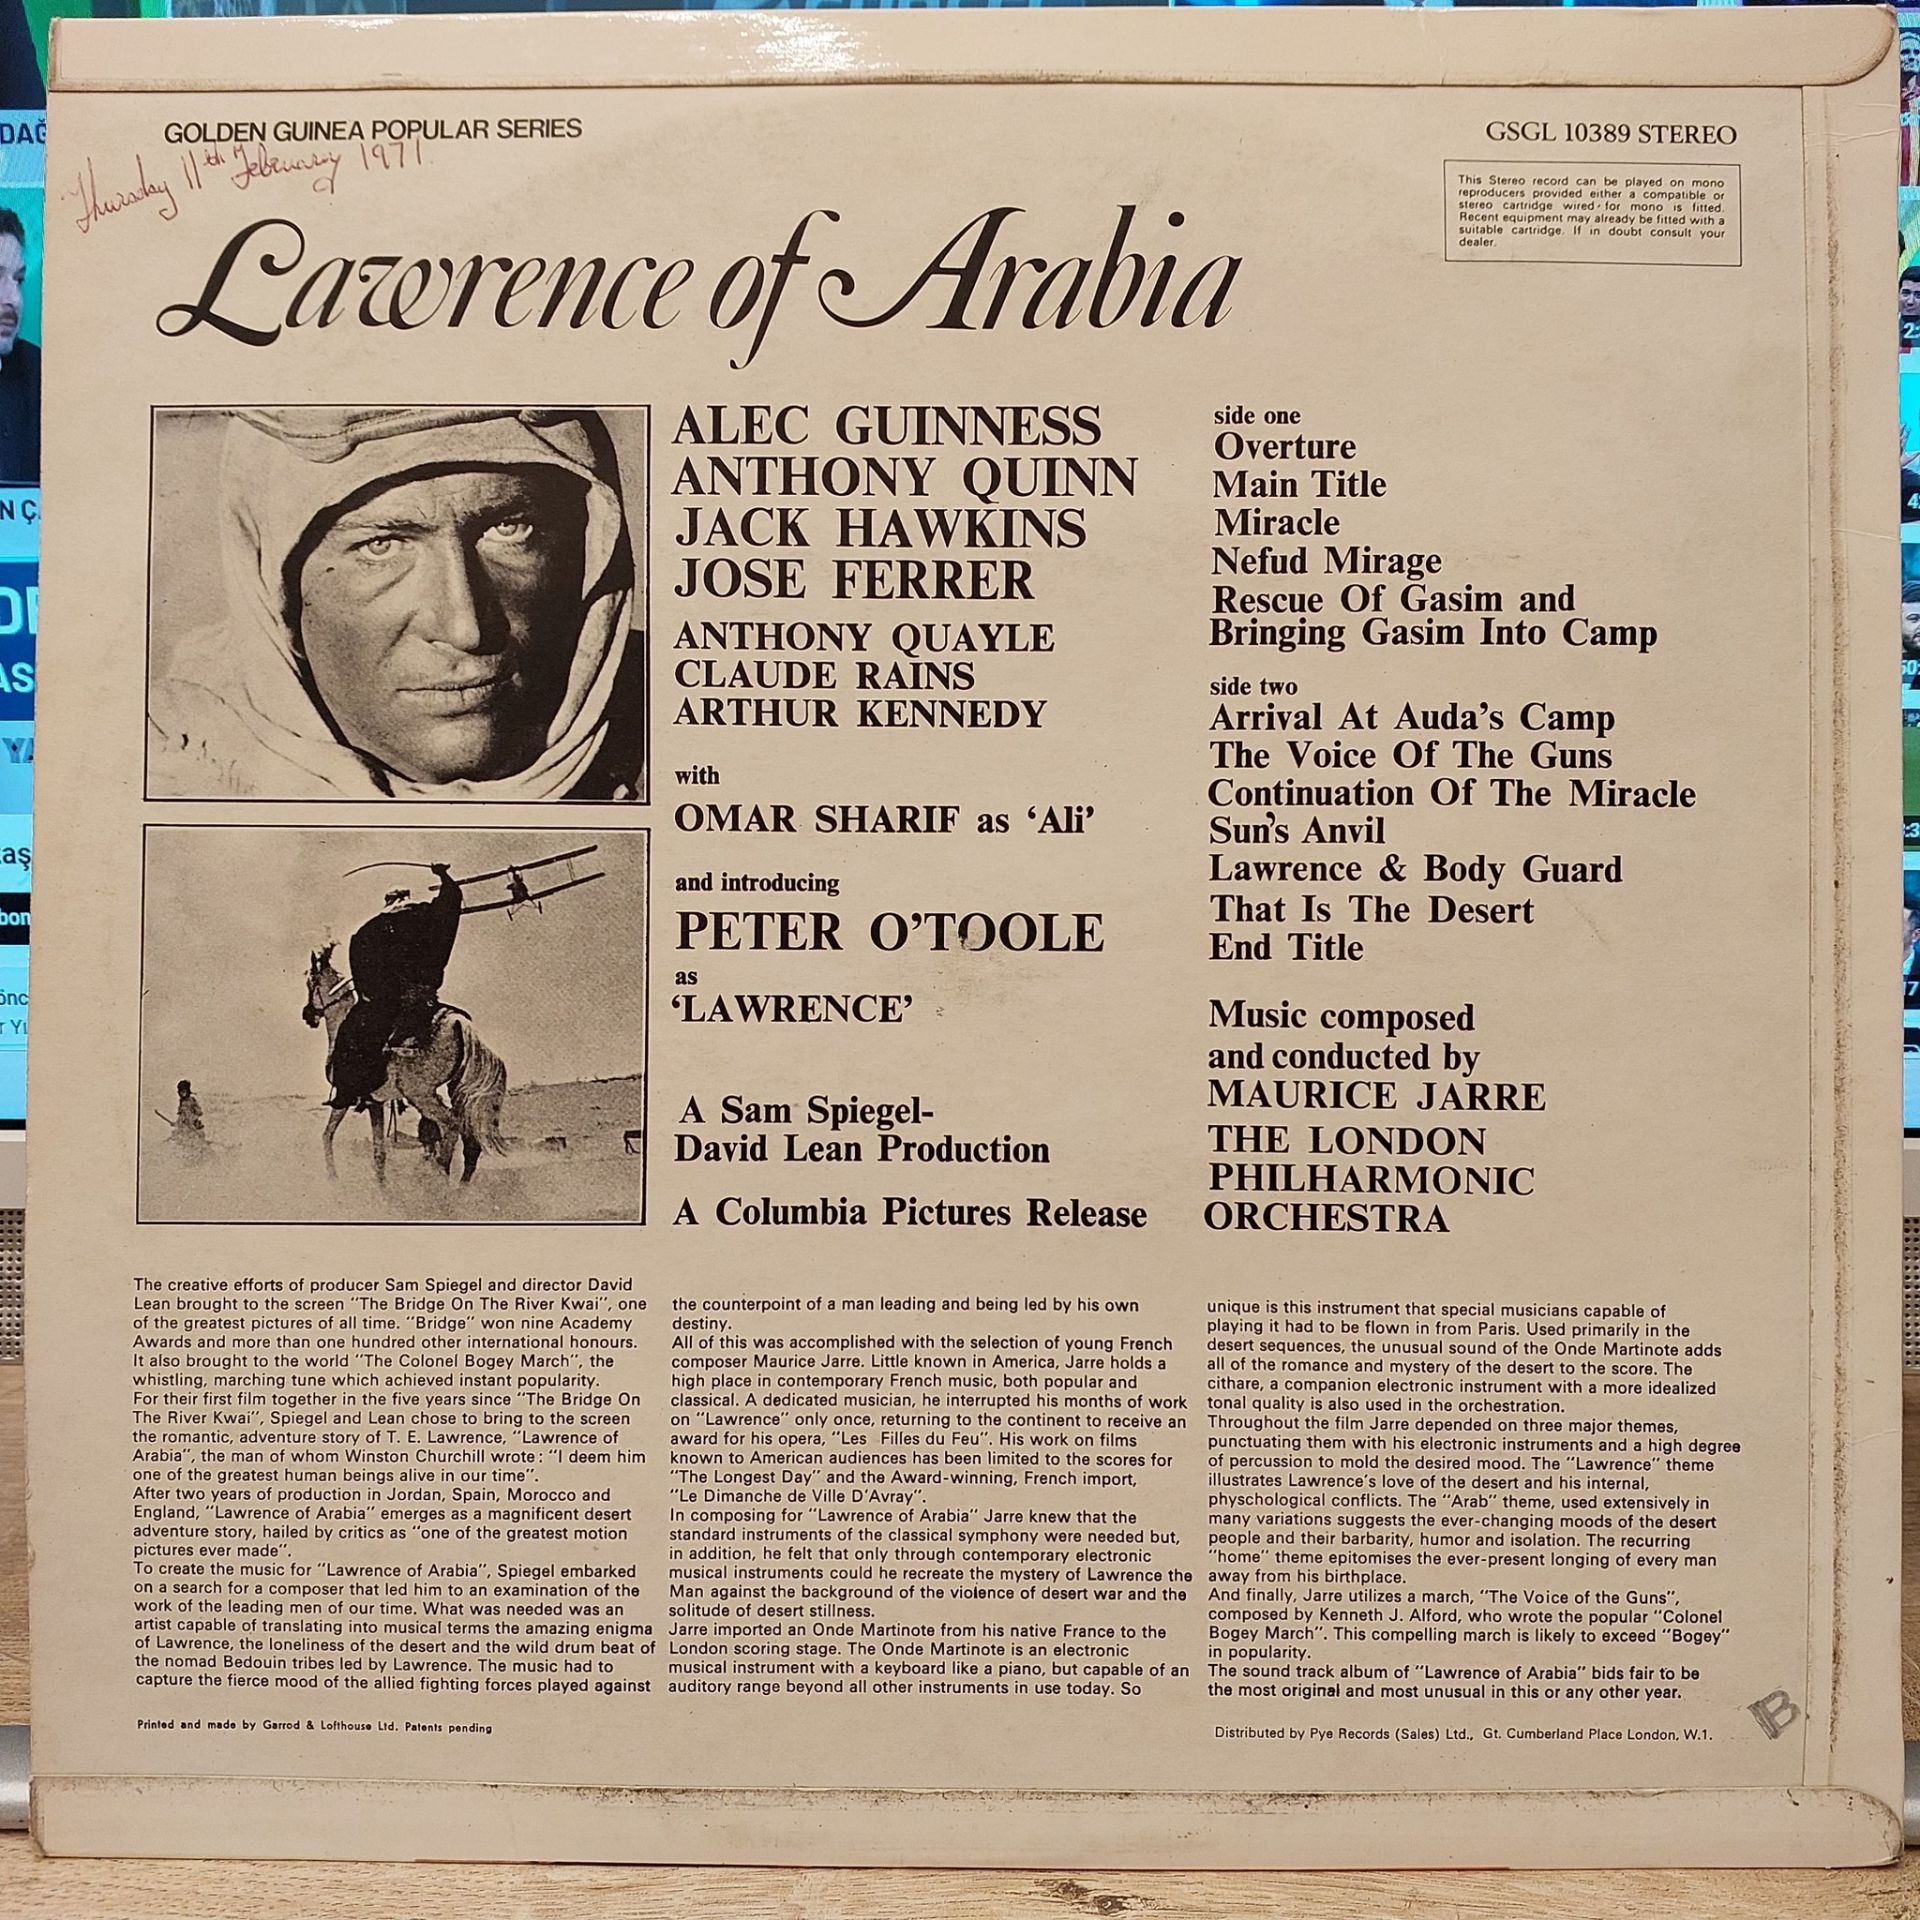 GOLDEN GUINEA POPULAR SERIES
GSGL 10389 STEREO
Thursday 11th February 1971.
This Stereo record can be played on mono
reproducers provided either a compatible or
stereo cartridge wired for mono is fitted.
Recent equipment may already be fitted with a
suitable cartridge. If in doubt consult your
dealer.
Lawrence of Arabia
ALEC GUINNESS
ANTHONY QUINN
JACK HAWKINS
JOSE FERRER
ANTHONY QUAYLE
CLAUDE RAINS
ARTHUR KENNEDY
with
OMAR SHARIF as ‘Ali’
and introducing
PETER O’TOOLE
as
‘LAWRENCE’
A Sam Spiegel-
David Lean Production
A Columbia Pictures Release
side one
Overture
Main Title
Miracle
Nefud Mirage
Rescue Of Gasim and
Bringing Gasim Into Camp
side two
Arrival At Auda’s Camp
The Voice Of The Guns
Continuation Of The Miracle
Sun’s Anvil
Lawrence & Body Guard
That Is The Desert
End Title
Music composed
and conducted by
MAURICE JARRE
THE LONDON
PHILHARMONIC
ORCHESTRA
The creative efforts of producer Sam Spiegel and director David
Lean brought to the screen "The Bridge On The River Kwai", one
of the greatest pictures of all time. "Bridge" won nine Academy
Awards and more than one hundred other international honours.
It also brought to the world "The Colonel Bogey March", the
whistling, marching tune which achieved instant popularity.
For their first film together in the five years since "The Bridge On
The River Kwai", Spiegel and Lean chose to bring to the screen
the romantic, adventure story of T. E. Lawrence, "Lawrence of
Arabia", the man of whom Winston Churchill wrote: "I deem him
one of the greatest human beings alive in our time".
After two years of production in Jordan, Spain, Morocco and
England, "Lawrence of Arabia" emerges as a magnificent desert
adventure story, hailed by critics as "one of the greatest motion
pictures ever made".
To create the music for "Lawrence of Arabia", Spiegel embarked
on a search for a composer that led him to an examination of the
work of the leading men of our time. What was needed was an
artist capable of translating into musical terms the amazing enigma
of Lawrence, the loneliness of the desert and the wild drum beat of
the nomad Bedouin tribes led by Lawrence. The music had to
capture the fierce mood of the allied fighting forces played against
the counterpoint of a man leading and being led by his own
destiny.
All of this was accomplished with the selection of young French
composer Maurice Jarre. Little known in America, Jarre holds a
high place in contemporary French music, both popular and
classical. A dedicated musician, he interrupted his months of work
on "Lawrence" only once, returning to the continent to receive an
award for his opera, "Les Filles du Feu". His work on films
known to American audiences has been limited to the scores for
"The Longest Day" and the Award-winning, French import,
"Le Dimanche de Ville D'Avray".
In composing for "Lawrence of Arabia" Jarre knew that the
standard instruments of the classical symphony were needed but,
in addition, he felt that only through contemporary electronic
musical instruments could he recreate the mystery of Lawrence the
Man against the background of the violence of desert war and the
solitude of desert stillness.
Jarre imported an Onde Martinote from his native France to the
London scoring stage. The Onde Martinote is an electronic
musical instrument with a keyboard like a piano, but capable of an
auditory range beyond all other instruments in use today. So
unique is this instrument that special musicians capable of
playing it had to be flown in from Paris. Used primarily in the
desert sequences, the unusual sound of the Onde Martinote adds
all of the romance and mystery of the desert to the score. The
cithare, a companion electronic instrument with a more idealized
tonal quality is also used in the orchestration.
Throughout the film Jarre depended on three major themes,
punctuating them with his electronic instruments and a high degree
of percussion to mold the desired mood. The "Lawrence" theme
illustrates Lawrence's love of the desert and his internal,
physchological conflicts. The "Arab" theme, used extensively in
many variations suggests the ever-changing moods of the desert
people and their barbarity, humor and isolation. The recurring
"home" theme epitomises the ever-present longing of every man
away from his birthplace.
And finally, Jarre utilizes a march, "The Voice of the Guns",
composed by Kenneth J. Alford, who wrote the popular "Colonel
Bogey March". This compelling march is likely to exceed "Bogey"
in popularity.
The sound track album of "Lawrence of Arabia" bids fair to be
the most original and most unusual in this or any other year.
Printed and made by Garrod & Lofthouse Ltd. Patents pending
Distributed by Pye Records (Sales) Ltd., Gt. Cumberland Place London, W.1.
B